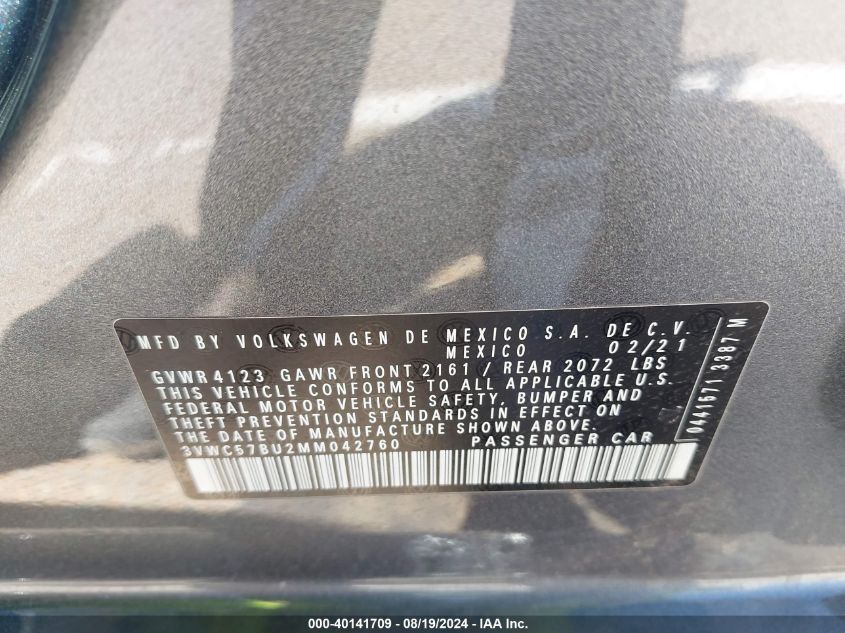 MFD BY VOLKSWAGEN DE MEXICO S.A. DE C.V.
MEXICO 02/21
GVWR 4123 GAWR FRONT 2161 / REAR 2072 LBS
THIS VEHICLE CONFORMS TO ALL APPLICABLE U.S.
FEDERAL MOTOR VEHICLE SAFETY, BUMPER AND
THEFT PREVENTION STANDARDS IN EFFECT ON
THE DATE OF MANUFACTURE SHOWN ABOVE.
3VWC57BU2MM042760 PASSENGER CAR
0441571 3387 M
000-40141709 - 08/19/2024 - IAA Inc.